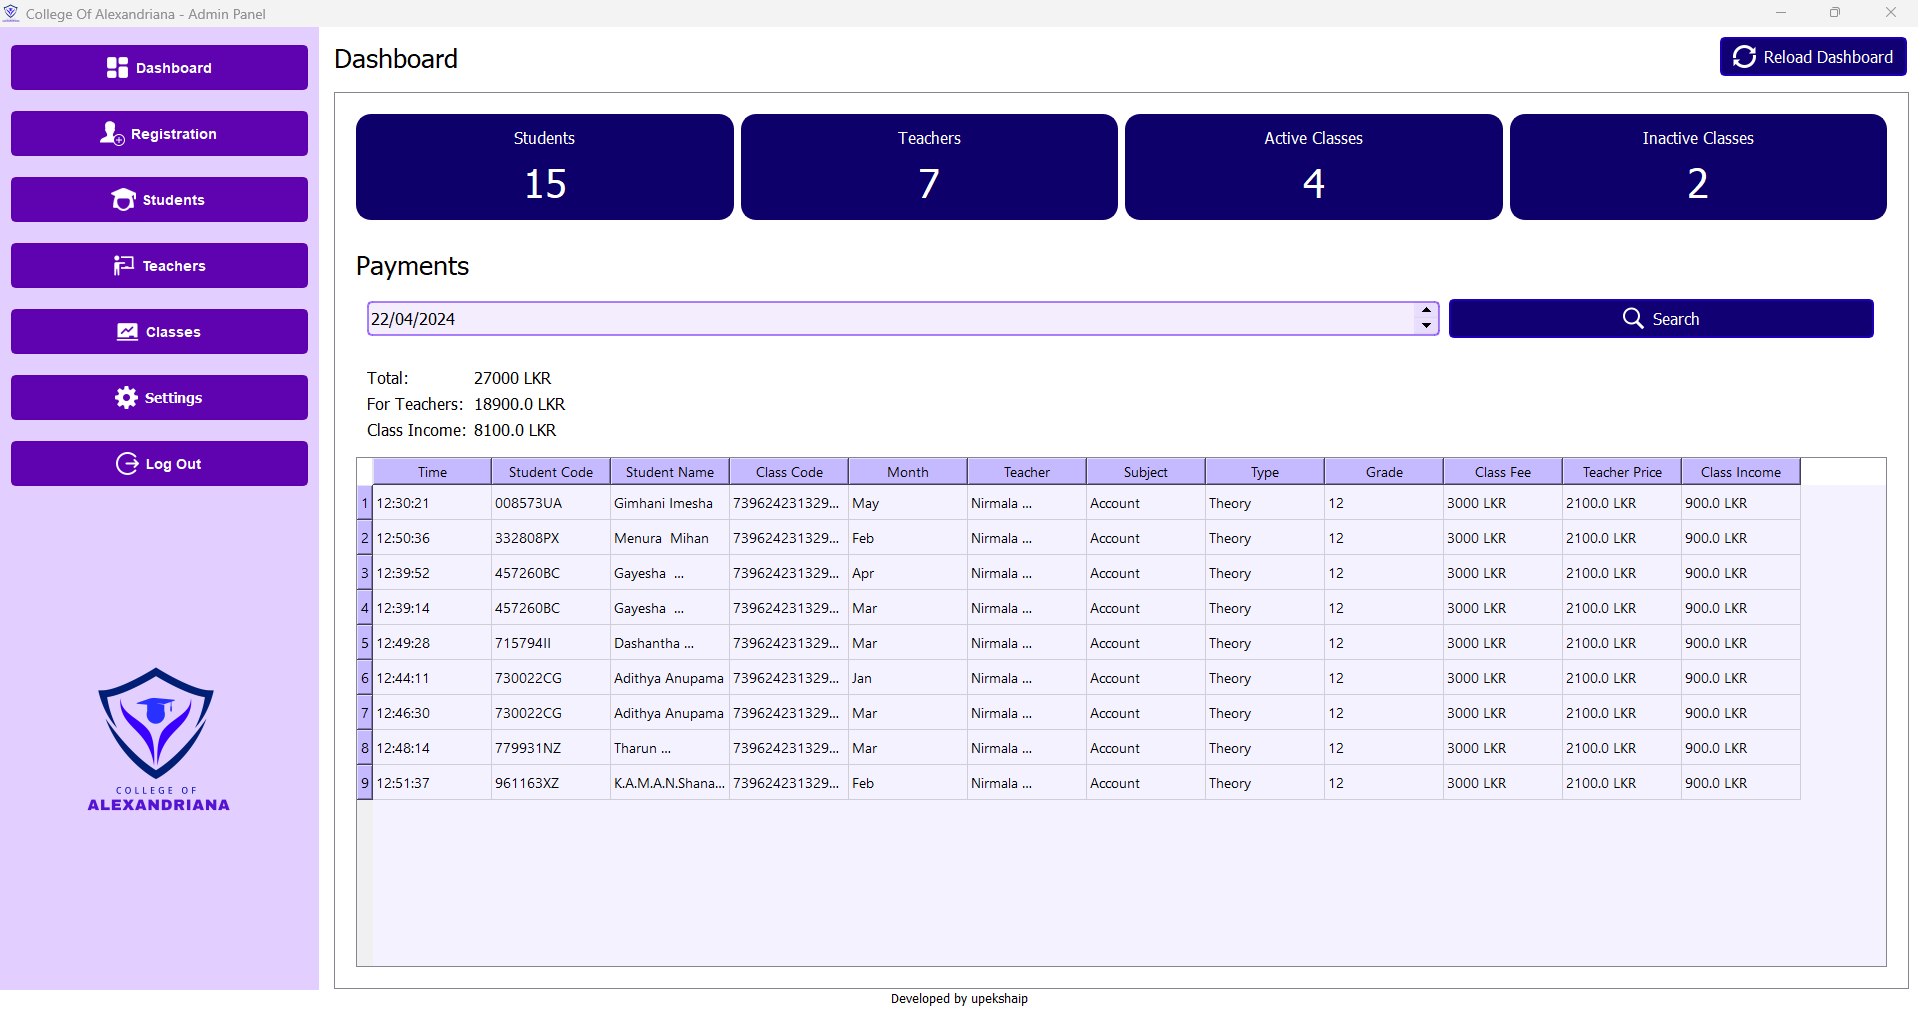 College Of Alexandriana - Admin Panel
Dashboard
Registration
Students
Teachers
Classes
Settings
Log Out
COLLEGE OF
ALEXANDRIANA
Dashboard
Reload Dashboard
Students
15
Teachers
7
Active Classes
4
Inactive Classes
2
Payments
22/04/2024
Search
Total: 27000 LKR
For Teachers: 18900.0 LKR
Class Income: 8100.0 LKR
Time Student Code Student Name Class Code Month Teacher Subject Type Grade Class Fee Teacher Price Class Income
1 12:30:21 008573UA Gimhani Imesha 739624231329... May Nirmala ... Account Theory 12 3000 LKR 2100.0 LKR 900.0 LKR
2 12:50:36 332808PX Menura  Mihan 739624231329... Feb Nirmala ... Account Theory 12 3000 LKR 2100.0 LKR 900.0 LKR
3 12:39:52 457260BC Gayesha  ... 739624231329... Apr Nirmala ... Account Theory 12 3000 LKR 2100.0 LKR 900.0 LKR
4 12:39:14 457260BC Gayesha  ... 739624231329... Mar Nirmala ... Account Theory 12 3000 LKR 2100.0 LKR 900.0 LKR
5 12:49:28 715794II Dashantha ... 739624231329... Mar Nirmala ... Account Theory 12 3000 LKR 2100.0 LKR 900.0 LKR
6 12:44:11 730022CG Adithya Anupama 739624231329... Jan Nirmala ... Account Theory 12 3000 LKR 2100.0 LKR 900.0 LKR
7 12:46:30 730022CG Adithya Anupama 739624231329... Mar Nirmala ... Account Theory 12 3000 LKR 2100.0 LKR 900.0 LKR
8 12:48:14 779931NZ Tharun ... 739624231329... Mar Nirmala ... Account Theory 12 3000 LKR 2100.0 LKR 900.0 LKR
9 12:51:37 961163XZ K.A.M.A.N.Shana... 739624231329... Feb Nirmala ... Account Theory 12 3000 LKR 2100.0 LKR 900.0 LKR
Developed by upekshaip